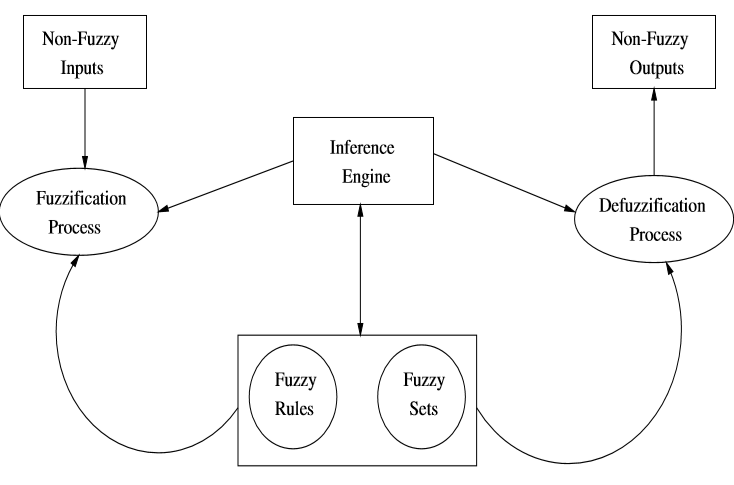 Non-Fuzzy
Inputs
Non-Fuzzy
Outputs
Inference
Engine
Fuzzification
Process
Defuzzification
Process
Fuzzy
Rules
Fuzzy
Sets